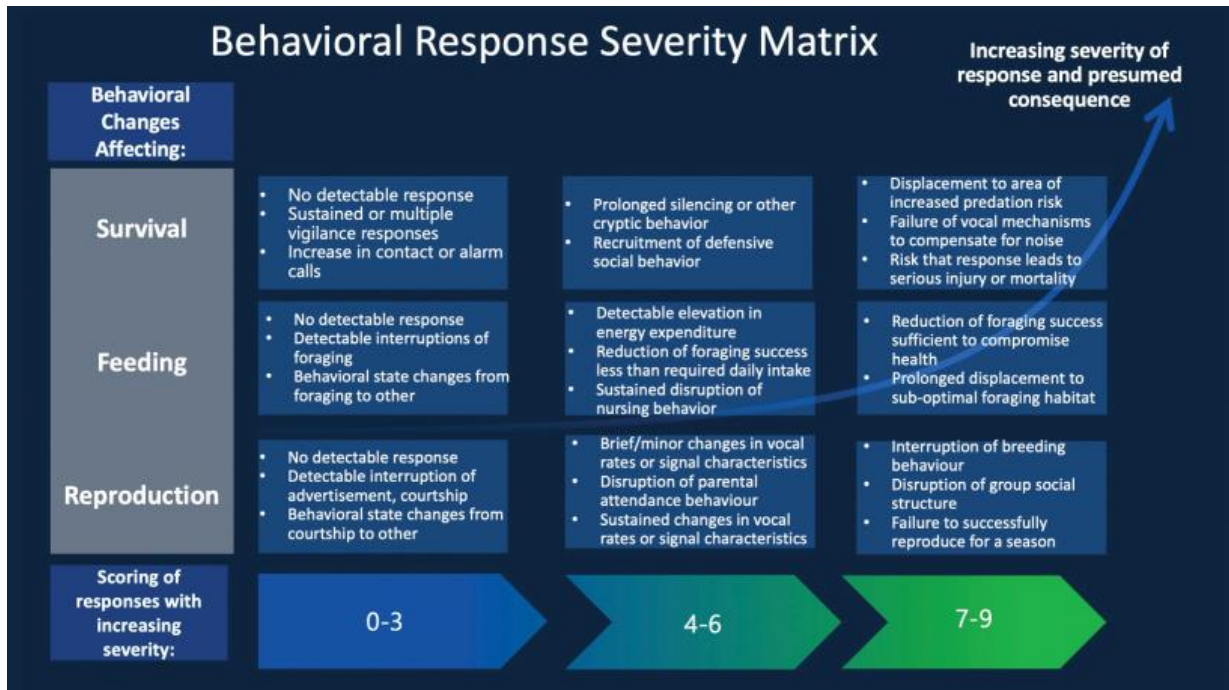 Behavioral Response Severity Matrix
Increasing severity of
response and presumed
consequence
Behavioral
Changes
Affecting:
Survival
• No detectable response
• Sustained or multiple
vigilance responses
• Increase in contact or alarm
calls
• Prolonged silencing or other
cryptic behavior
• Recruitment of defensive
social behavior
• Displacement to area of
increased predation risk
• Failure of vocal mechanisms
to compensate for noise
• Risk that response leads to
serious injury or mortality
Feeding
• No detectable response
• Detectable interruptions of
foraging
• Behavioral state changes from
foraging to other
• Detectable elevation in
energy expenditure
• Reduction of foraging success
less than required daily intake
• Sustained disruption of
nursing behavior
• Reduction of foraging success
sufficient to compromise
health
• Prolonged displacement to
sub-optimal foraging habitat
Reproduction
• No detectable response
• Detectable interruption of
advertisement, courtship
• Behavioral state changes from
courtship to other
• Brief/minor changes in vocal
rates or signal characteristics
• Disruption of parental
attendance behaviour
• Sustained changes in vocal
rates or signal characteristics
• Interruption of breeding
behaviour
• Disruption of group social
structure
• Failure to successfully
reproduce for a season
Scoring of
responses with
increasing
severity:
0-3
4-6
7-9